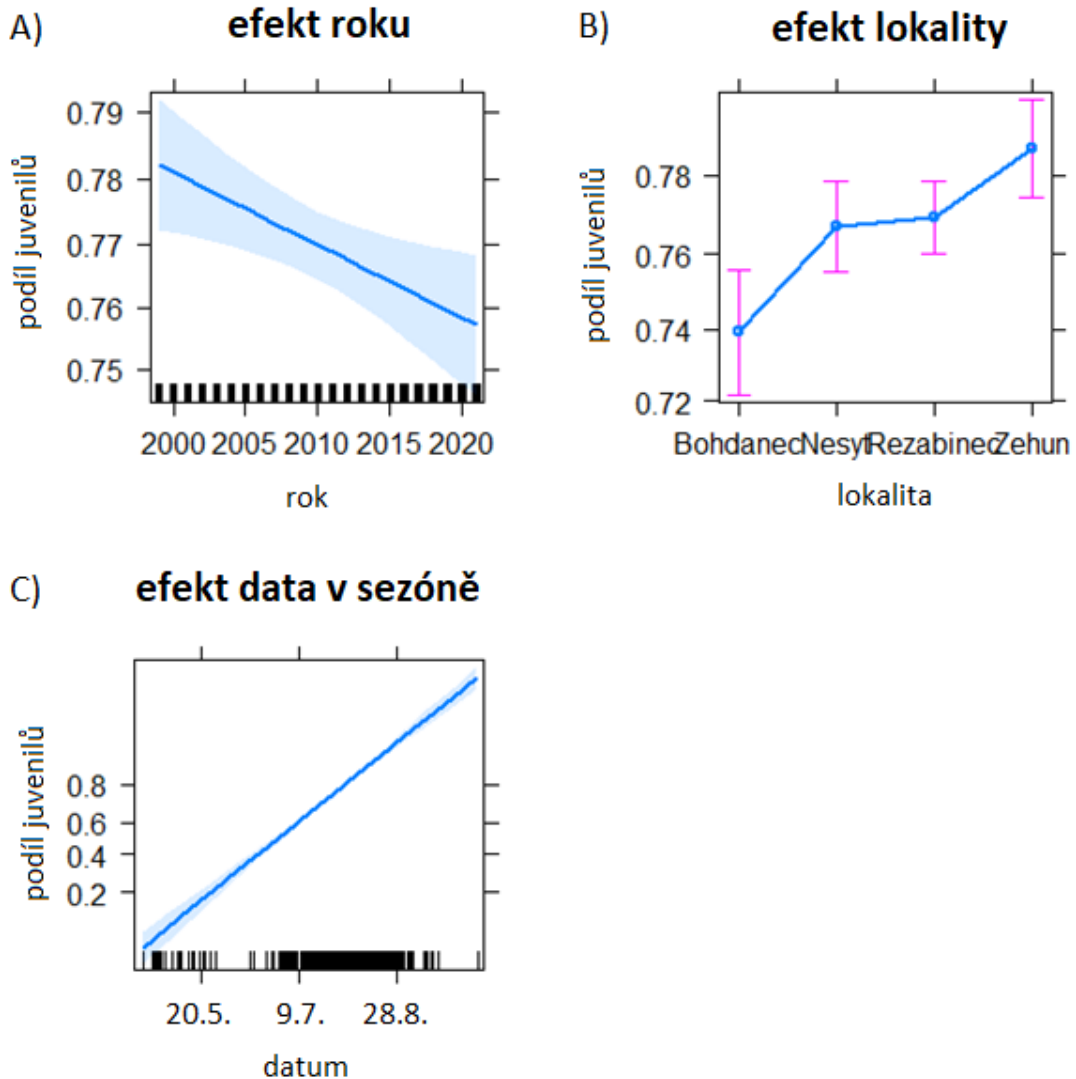 A) efekt roku
podíl juvenilů
0.79
0.78
0.77
0.76
0.75
2000 2005 2010 2015 2020
rok
B) efekt lokality
podíl juvenilů
0.78
0.76
0.74
0.72
Bohdanec Nesyt Rezabinec Zehun
lokalita
C) efekt data v sezóně
podíl juvenilů
0.8
0.6
0.4
0.2
20.5. 9.7. 28.8.
datum